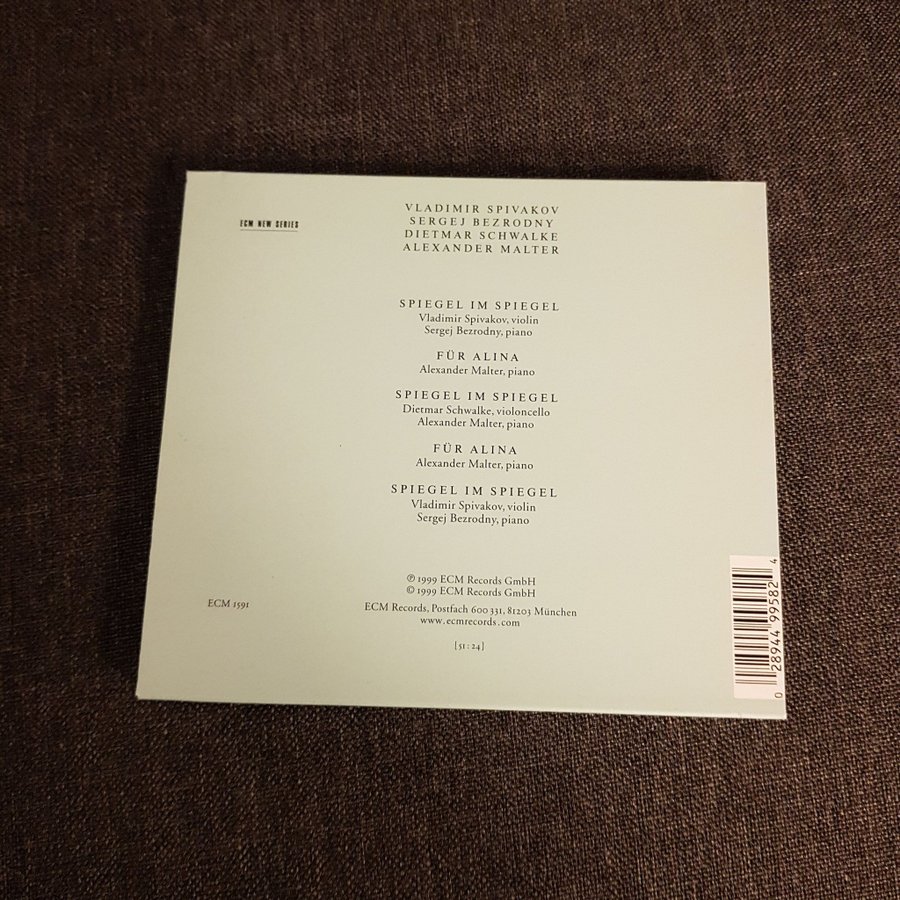 ECM NEW SERIES
VLADIMIR SPIVAKOV
SERGEJ BEZRODNY
DIETMAR SCHWALKE
ALEXANDER MALTER
SPIEGEL IM SPIEGEL
Vladimir Spivakov, violin
Sergej Bezrodny, piano
FÜR ALINA
Alexander Malter, piano
SPIEGEL IM SPIEGEL
Dietmar Schwalke, violoncello
Alexander Malter, piano
FÜR ALINA
Alexander Malter, piano
SPIEGEL IM SPIEGEL
Vladimir Spivakov, violin
Sergej Bezrodny, piano
℗ 1999 ECM Records GmbH
© 1999 ECM Records GmbH
ECM Records, Postfach 600 331, 81203 München
www.ecmrecords.com
ECM 1591
[51:24]
0 28944 99582 4